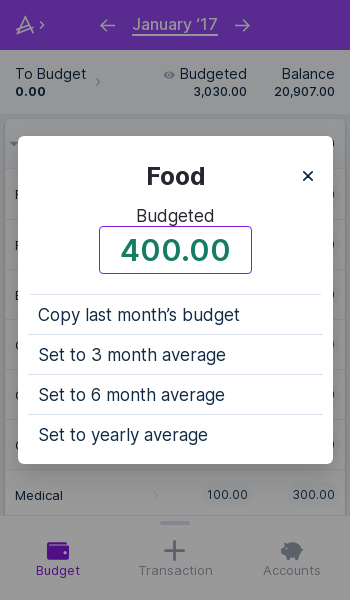 January ‘17
To Budget
Budgeted
Balance
0.00
3,030.00
20,907.00
Food
Budgeted
400.00
Copy last month’s budget
Set to 3 month average
Set to 6 month average
Set to yearly average
Medical
100.00
300.00
Budget
Transaction
Accounts